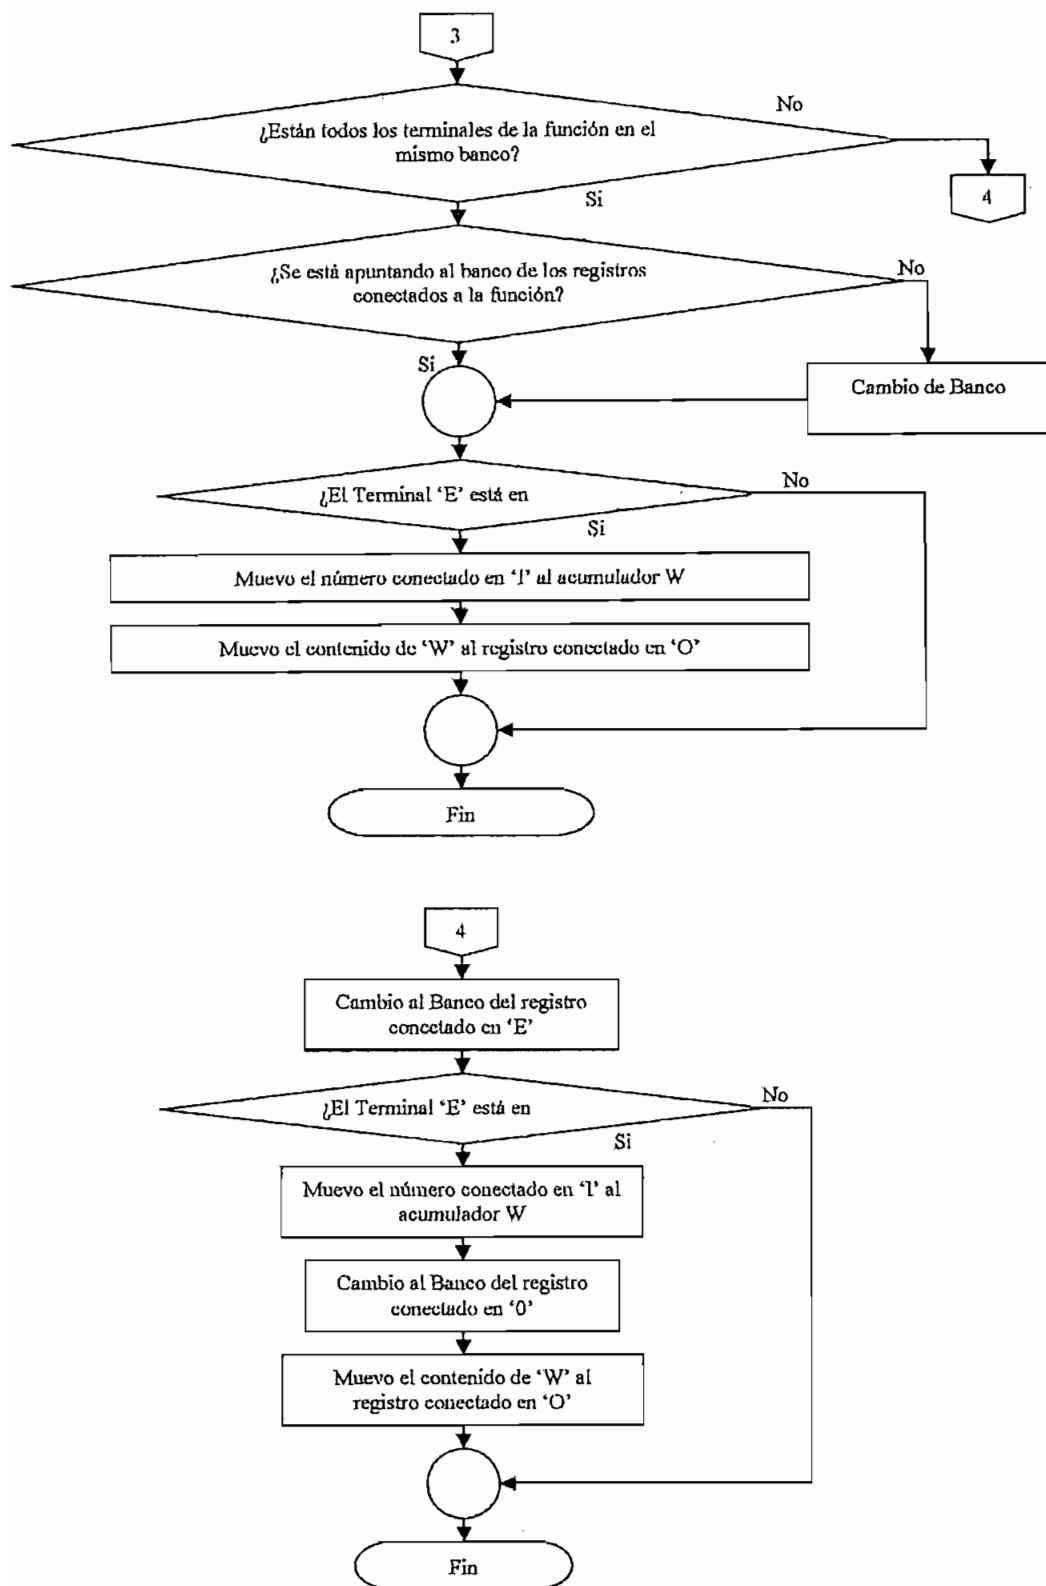 3
No
¿Están todos los terminales de la función en el
mismo banco?
4
Si
¿Se está apuntando al banco de los registros
conectados a la función?
No
Si
Cambio de Banco
¿El Terminal ‘E’ está en
No
Si
Muevo el número conectado en ‘I’ al acumulador W
Muevo el contenido de ‘W’ al registro conectado en ‘O’
Fin
4
Cambio al Banco del registro
conectado en ‘E’
¿El Terminal ‘E’ está en
No
Si
Muevo el número conectado en ‘I’ al
acumulador W
Cambio al Banco del registro
conectado en ‘0’
Muevo el contenido de ‘W’ al
registro conectado en ‘O’
Fin